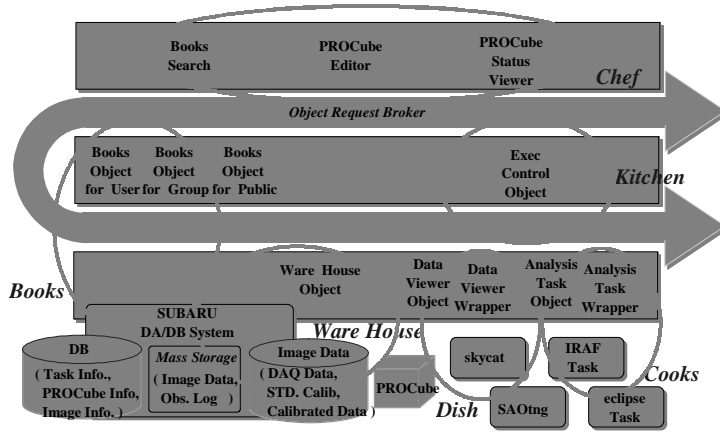 Books
Search
PROCube
Editor
PROCube
Status
Viewer
Chef
Object Request Broker
Books
Object
for User
Books
Object
for Group
Books
Object
for Public
Exec
Control
Object
Kitchen
Ware House
Object
Data
Viewer
Object
Data
Viewer
Wrapper
Analysis
Task
Object
Analysis
Task
Wrapper
Books
SUBARU
DA/DB System
Ware House
DB
( Task Info.,
PROCube Info,
Image Info. )
Mass Storage
( Image Data,
Obs. Log )
Image Data
( DAQ Data,
STD. Calib,
Calibrated Data )
PROCube
skycat
SAOtng
Dish
IRAF
Task
eclipse
Task
Cooks